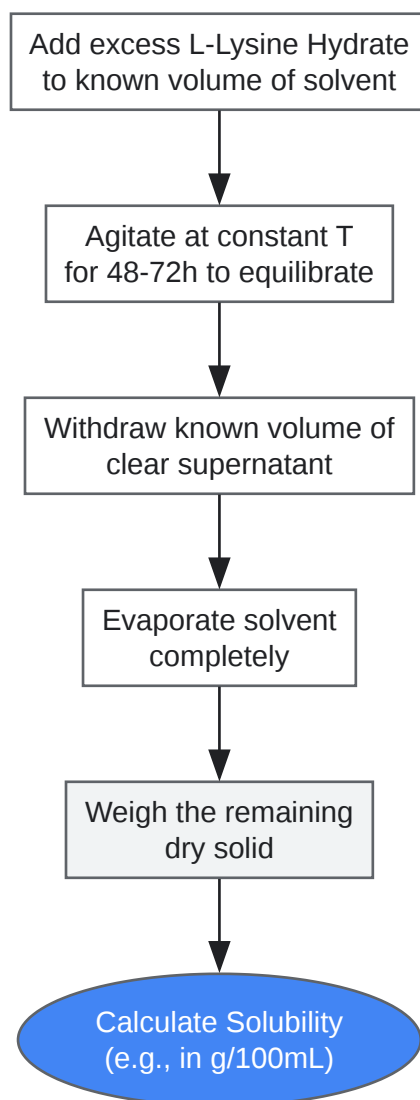 Add excess L-Lysine Hydrate
to known volume of solvent
Agitate at constant T
for 48-72h to equilibrate
Withdraw known volume of
clear supernatant
Evaporate solvent
completely
Weigh the remaining
dry solid
Calculate Solubility
(e.g., in g/100mL)